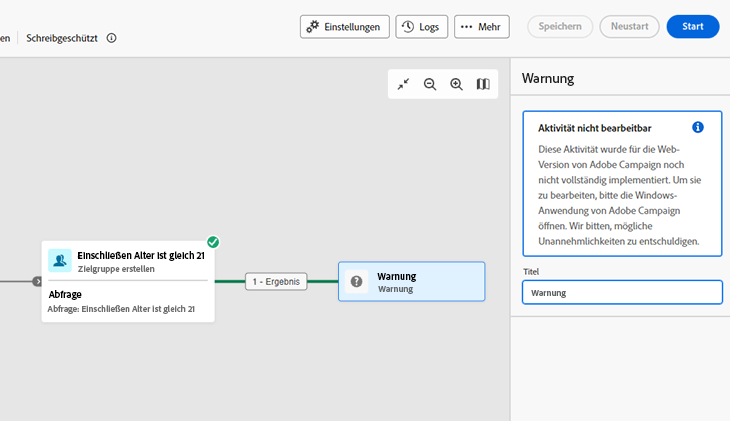 en
Schreibgeschützt
Einstellungen
Logs
Mehr
Speichern
Neustart
Start
Warnung
Aktivität nicht bearbeitbar
Diese Aktivität wurde für die Web-
Version von Adobe Campaign noch
nicht vollständig implementiert. Um sie
zu bearbeiten, bitte die Windows-
Anwendung von Adobe Campaign
öffnen. Wir bitten, mögliche
Unannehmlichkeiten zu entschuldigen.
Titel
Warnung
Einschließen Alter ist gleich 21
Zielgruppe erstellen
Abfrage
Abfrage: Einschließen Alter ist gleich 21
1 - Ergebnis
Warnung
Warnung